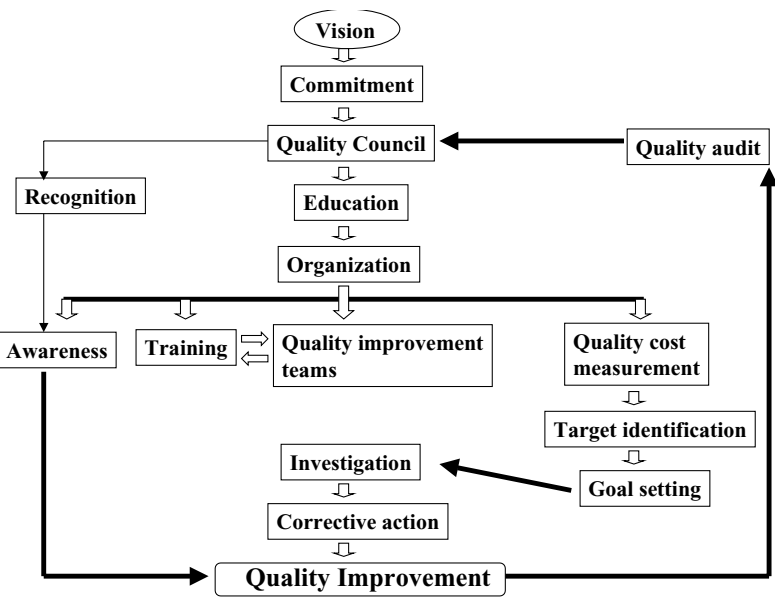 Vision
Commitment
Quality Council
Quality audit
Recognition
Education
Organization
Awareness
Training
Quality improvement
teams
Quality cost
measurement
Target identification
Investigation
Goal setting
Corrective action
Quality Improvement